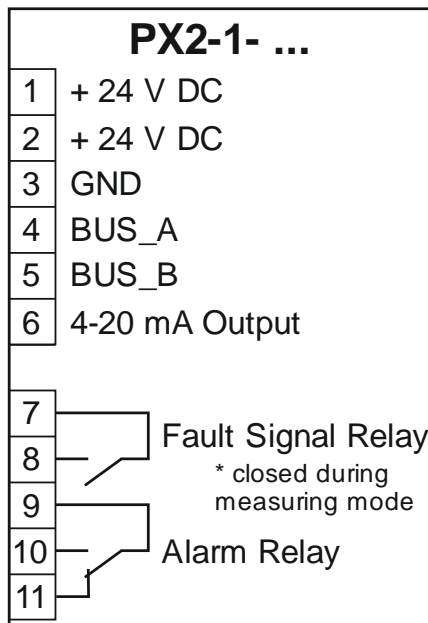 PX2-1- ...
1 + 24 V DC
2 + 24 V DC
3 GND
4 BUS_A
5 BUS_B
6 4-20 mA Output
7
Fault Signal Relay
8
* closed during
measuring mode
9
10 Alarm Relay
11